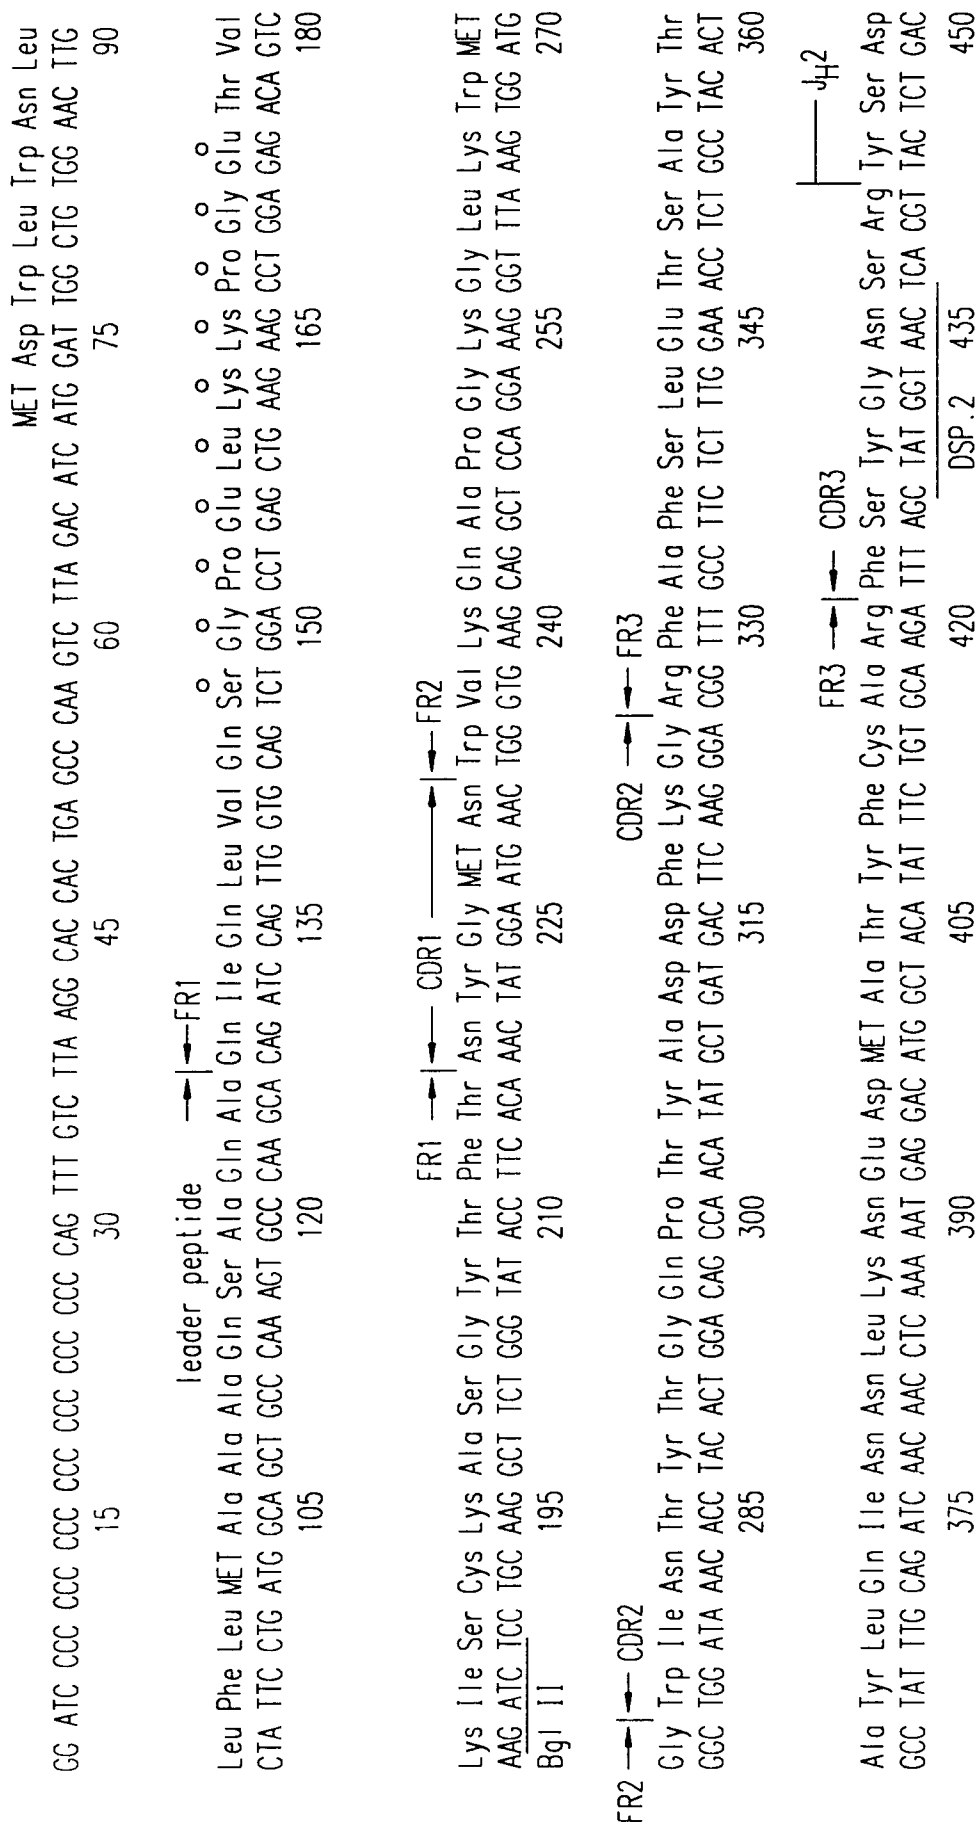 MET Asp Trp Leu Trp Asn Leu
GG ATC CCC CCC CCC CCC CCC CCC CAG TTT GTC TTA AGG CAC CAC TGA GCC CAA GTC TTA GAC ATC ATG GAT TGG CTG TGG AAC TTG
15 30 45 60 75 90
leader peptide FR1
Leu Phe Leu MET Ala Ala Ala Gln Ser Ala Gln Ala Gln Ile Gln Leu Val Gln Ser Gly Pro Glu Leu Lys Lys Pro Gly Glu Thr Val
CTA TTC CTG ATG GCA GCT GCC CAA AGT GCC CAA GCA CAG ATC CAG TTG GTG CAG TCT GGA CCT GAG CTG AAG AAG CCT GGA GAG ACA GTC
105 120 135 150 165 180
FR1 CDR1 FR2
Lys Ile Ser Cys Lys Ala Ser Gly Tyr Thr Phe Thr Asn Tyr Gly MET Asn Trp Val Lys Gln Ala Pro Gly Lys Gly Leu Lys Trp MET
AAG ATC TCC TGC AAG GCT TCT GGG TAT ACC TTC ACA AAC TAT GGA ATG AAC TGG GTG AAG CAG GCT CCA GGA AAG GGT TTA AAG TGG ATG
Bgl II 195 210 225 240 255 270
FR2 CDR2 CDR2 FR3
Gly Trp Ile Asn Thr Tyr Thr Gly Gln Pro Thr Tyr Ala Asp Asp Phe Lys Gly Arg Phe Ala Phe Ser Leu Glu Thr Ser Ala Tyr Thr
GGC TGG ATA AAC ACC TAC ACT GGA CAG CCA ACA TAT GCT GAT GAC TTC AAG GGA CGG TTT GCC TTC TCT TTG GAA ACC TCT GCC TAC ACT
285 300 315 330 345 360
FR3 CDR3 JH2
Ala Tyr Leu Gln Ile Asn Asn Leu Lys Asn Glu Asp MET Ala Thr Tyr Phe Cys Ala Arg Phe Ser Tyr Gly Asn Ser Arg Tyr Ser Asp
GCC TAT TTG CAG ATC AAC AAC CTC AAA AAT GAG GAC ATG GCT ACA TAT TTC TGT GCA AGA TTT AGC TAT GGT AAC TCA CGT TAC TCT GAC
375 390 405 420 DSP.2 435 450